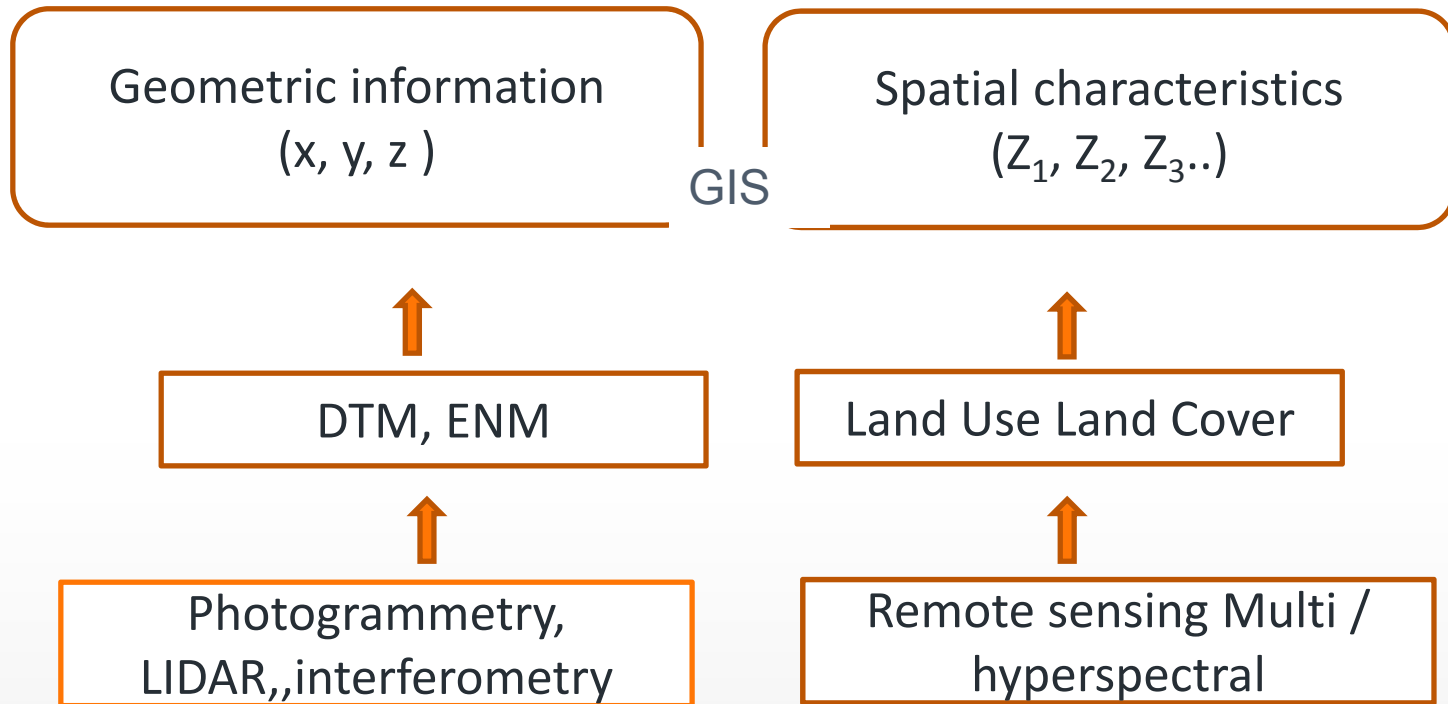 Geometric information
(x, y, z )
GIS
Spatial characteristics
(Z₁, Z₂, Z₃..)
DTM, ENM
Land Use Land Cover
Photogrammetry,
LIDAR,,interferometry
Remote sensing Multi /
hyperspectral